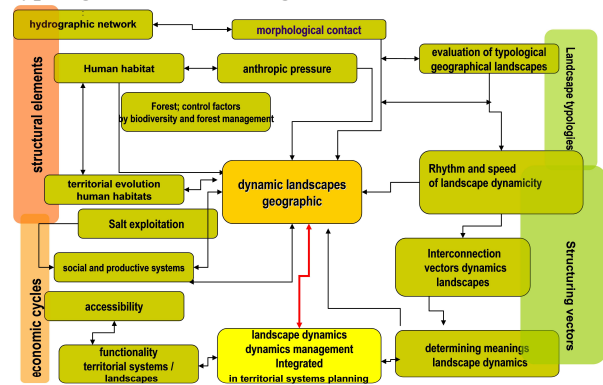 hydrographic network
morphological contact
evaluation of typological
geographical landscapes
Landcsape typologies
structural elements
Human habitat
anthropic pressure
Forest; control factors
by biodiversity and forest management
Rhythm and speed
of landscape dynamicity
dynamic landscapes
geographic
territorial evolution
human habitats
Salt exploitation
Structuring vectors
economic cycles
social and productive systems
Interconnection
vectors dynamics
landscapes
accessibility
functionality
territorial systems /
landscapes
landscape dynamics
dynamics management
Integrated
in territorial systems planning
determining meanings
landscape dynamics